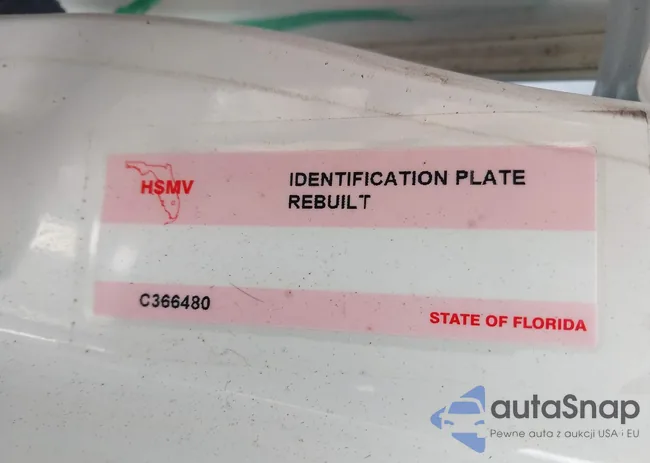 HSMV
IDENTIFICATION PLATE
REBUILT
C366480
STATE OF FLORIDA
autaSnap
Pewne auta z aukcji USA · EU